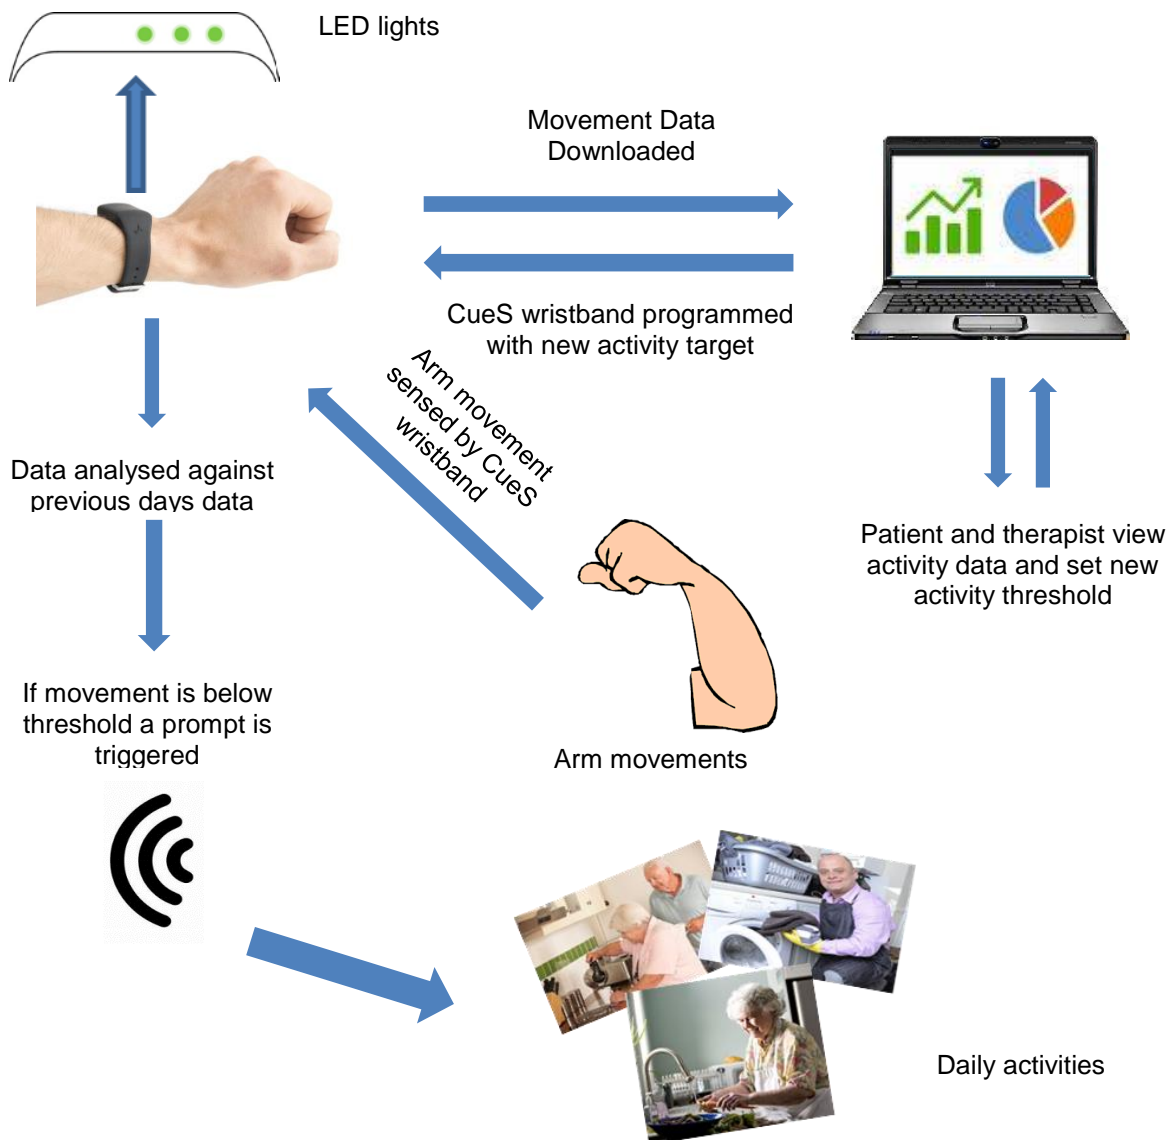 LED lights
Movement Data
Downloaded
CueS wristband programmed
with new activity target
Arm movement
sensed by CueS
wristband
Data analysed against
previous days data
Patient and therapist view
activity data and set new
activity threshold
If movement is below
threshold a prompt is
triggered
Arm movements
Daily activities